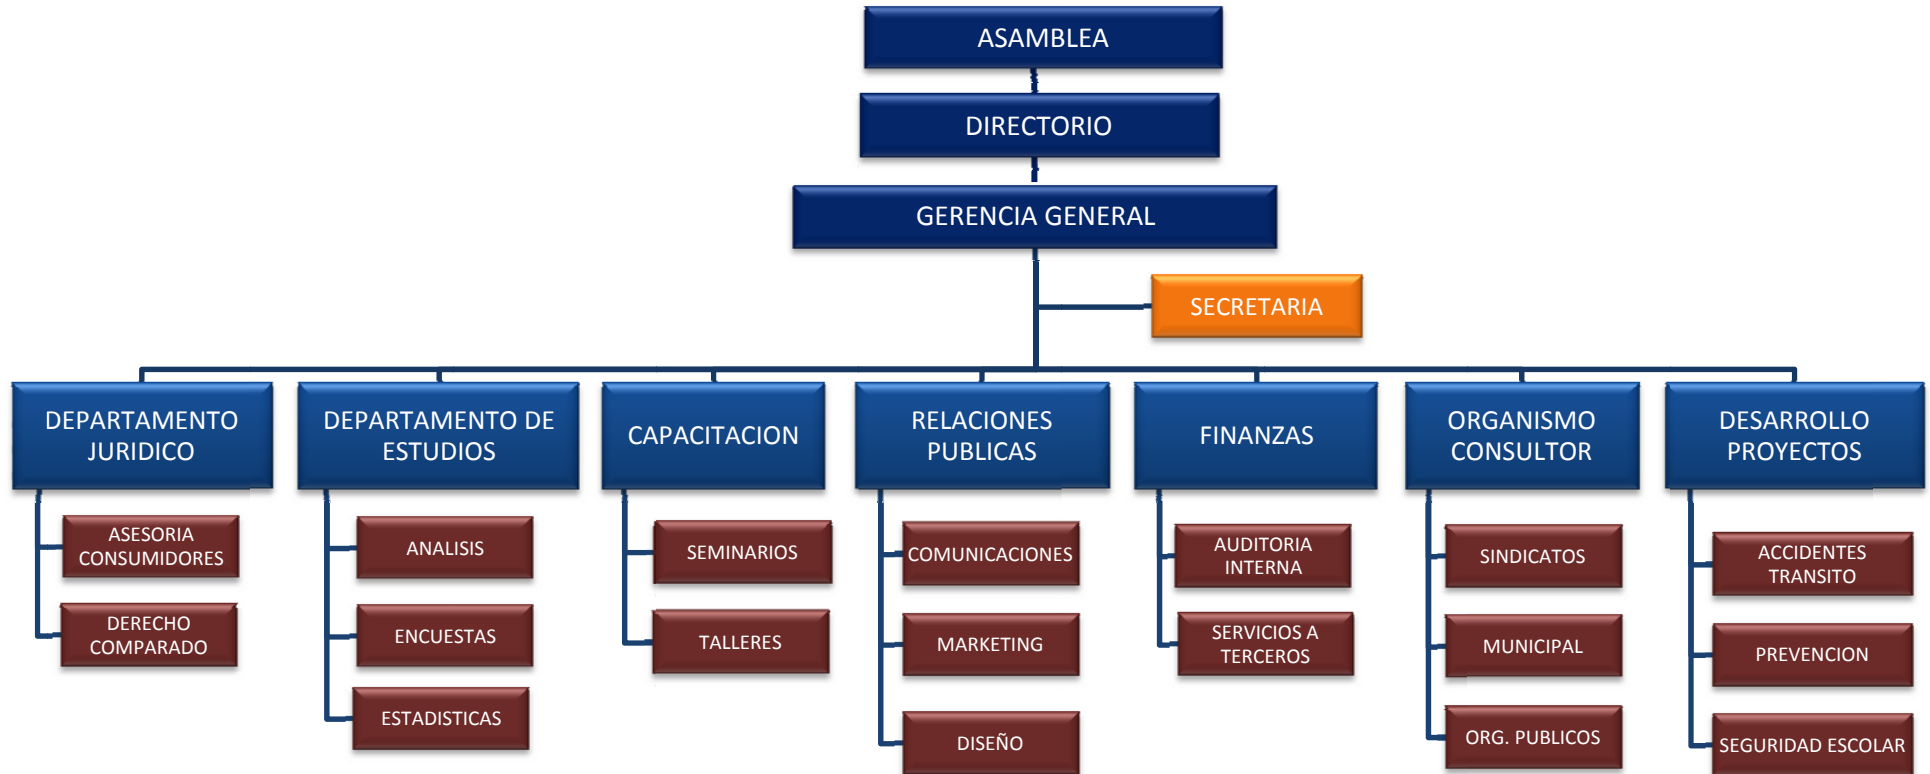 ASAMBLEA
DIRECTORIO
GERENCIA GENERAL
SECRETARIA
DEPARTAMENTO
JURIDICO
ASESORIA
CONSUMIDORES
DERECHO
COMPARADO
DEPARTAMENTO DE
ESTUDIOS
ANALISIS
ENCUESTAS
ESTADISTICAS
CAPACITACION
SEMINARIOS
TALLERES
RELACIONES
PUBLICAS
COMUNICACIONES
MARKETING
DISEÑO
FINANZAS
AUDITORIA
INTERNA
SERVICIOS A
TERCEROS
ORGANISMO
CONSULTOR
SINDICATOS
MUNICIPAL
ORG. PUBLICOS
DESARROLLO
PROYECTOS
ACCIDENTES
TRANSITO
PREVENCION
SEGURIDAD ESCOLAR